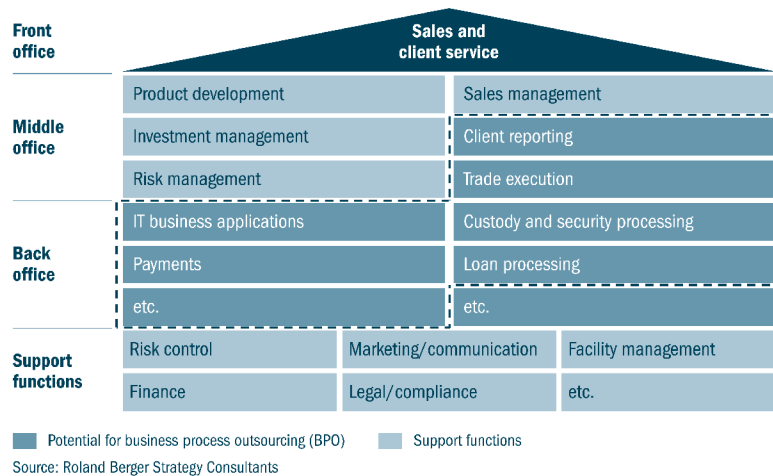 Front
office
Sales and
client service
Middle
office
Product development
Sales management
Investment management
Client reporting
Risk management
Trade execution
Back
office
IT business applications
Custody and security processing
Payments
Loan processing
etc.
etc.
Support
functions
Risk control
Marketing/communication
Facility management
Finance
Legal/compliance
etc.
Potential for business process outsourcing (BPO)
Support functions
Source: Roland Berger Strategy Consultants